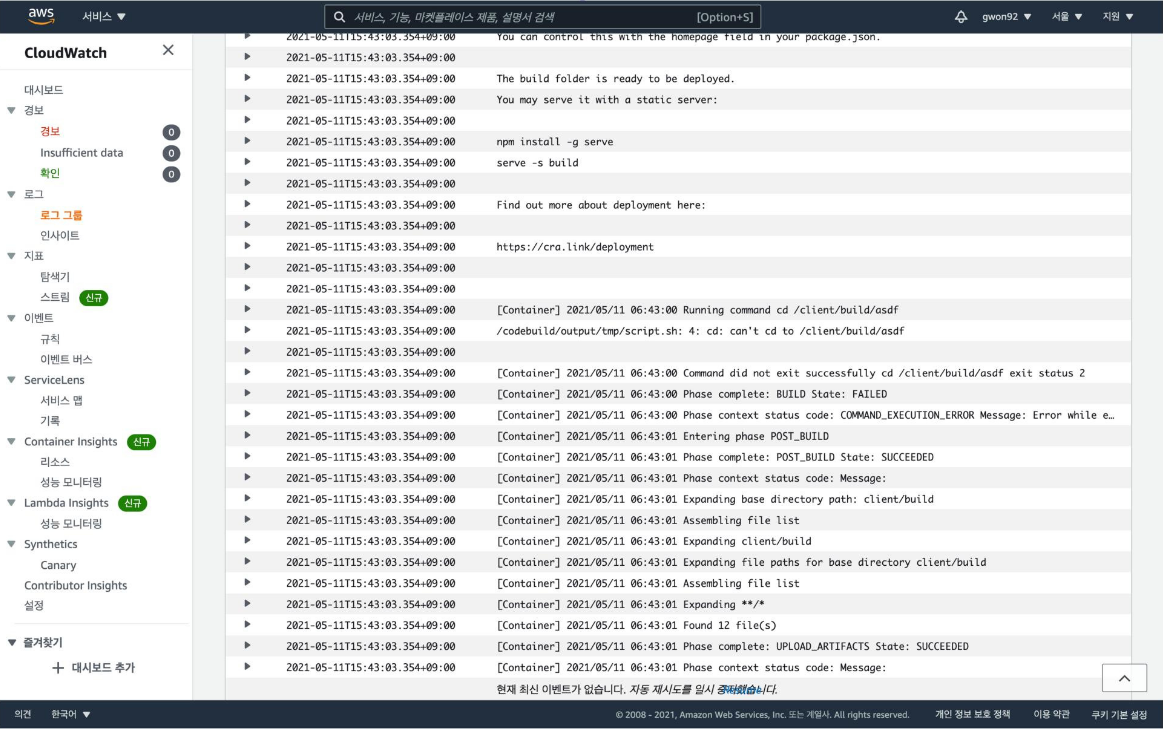 aws 서비스 ▼ 서비스, 기능, 마켓플레이스 제품, 설명서 검색 [Option+S] gwon92 ▼ 서울 ▼ 지원 ▼
CloudWatch
대시보드
경보
경보 0
Insufficient data 0
확인 0
로그
로그 그룹
인사이트
지표
탐색기
스트림 신규
이벤트
규칙
이벤트 버스
ServiceLens
서비스 맵
기록
Container Insights 신규
리소스
성능 모니터링
Lambda Insights 신규
성능 모니터링
Synthetics
Canary
Contributor Insights
설정
즐겨찾기
대시보드 추가
2021-05-11T15:43:03.354+09:00 You can control this with the homepage field in your package.json.
2021-05-11T15:43:03.354+09:00
2021-05-11T15:43:03.354+09:00 The build folder is ready to be deployed.
2021-05-11T15:43:03.354+09:00 You may serve it with a static server:
2021-05-11T15:43:03.354+09:00
2021-05-11T15:43:03.354+09:00 npm install -g serve
2021-05-11T15:43:03.354+09:00 serve -s build
2021-05-11T15:43:03.354+09:00
2021-05-11T15:43:03.354+09:00 Find out more about deployment here:
2021-05-11T15:43:03.354+09:00
2021-05-11T15:43:03.354+09:00 https://cra.link/deployment
2021-05-11T15:43:03.354+09:00
2021-05-11T15:43:03.354+09:00
2021-05-11T15:43:03.354+09:00 [Container] 2021/05/11 06:43:00 Running command cd /client/build/asdf
2021-05-11T15:43:03.354+09:00 /codebuild/output/tmp/script.sh: 4: cd: can't cd to /client/build/asdf
2021-05-11T15:43:03.354+09:00
2021-05-11T15:43:03.354+09:00 [Container] 2021/05/11 06:43:00 Command did not exit successfully cd /client/build/asdf exit status 2
2021-05-11T15:43:03.354+09:00 [Container] 2021/05/11 06:43:00 Phase complete: BUILD State: FAILED
2021-05-11T15:43:03.354+09:00 [Container] 2021/05/11 06:43:00 Phase context status code: COMMAND_EXECUTION_ERROR Message: Error while e…
2021-05-11T15:43:03.354+09:00 [Container] 2021/05/11 06:43:01 Entering phase POST_BUILD
2021-05-11T15:43:03.354+09:00 [Container] 2021/05/11 06:43:01 Phase complete: POST_BUILD State: SUCCEEDED
2021-05-11T15:43:03.354+09:00 [Container] 2021/05/11 06:43:01 Phase context status code: Message:
2021-05-11T15:43:03.354+09:00 [Container] 2021/05/11 06:43:01 Expanding base directory path: client/build
2021-05-11T15:43:03.354+09:00 [Container] 2021/05/11 06:43:01 Assembling file list
2021-05-11T15:43:03.354+09:00 [Container] 2021/05/11 06:43:01 Expanding client/build
2021-05-11T15:43:03.354+09:00 [Container] 2021/05/11 06:43:01 Expanding file paths for base directory client/build
2021-05-11T15:43:03.354+09:00 [Container] 2021/05/11 06:43:01 Assembling file list
2021-05-11T15:43:03.354+09:00 [Container] 2021/05/11 06:43:01 Expanding **/*
2021-05-11T15:43:03.354+09:00 [Container] 2021/05/11 06:43:01 Found 12 file(s)
2021-05-11T15:43:03.354+09:00 [Container] 2021/05/11 06:43:01 Phase complete: UPLOAD_ARTIFACTS State: SUCCEEDED
2021-05-11T15:43:03.354+09:00 [Container] 2021/05/11 06:43:01 Phase context status code: Message:
현재 최신 이벤트가 없습니다. 자동 재시도를 일시
의견 한국어 ▼ © 2008 - 2021, Amazon Web Services, Inc. 또는 계열사. All rights reserved. 개인 정보 보호 정책 이용 약관 쿠키 기본 설정